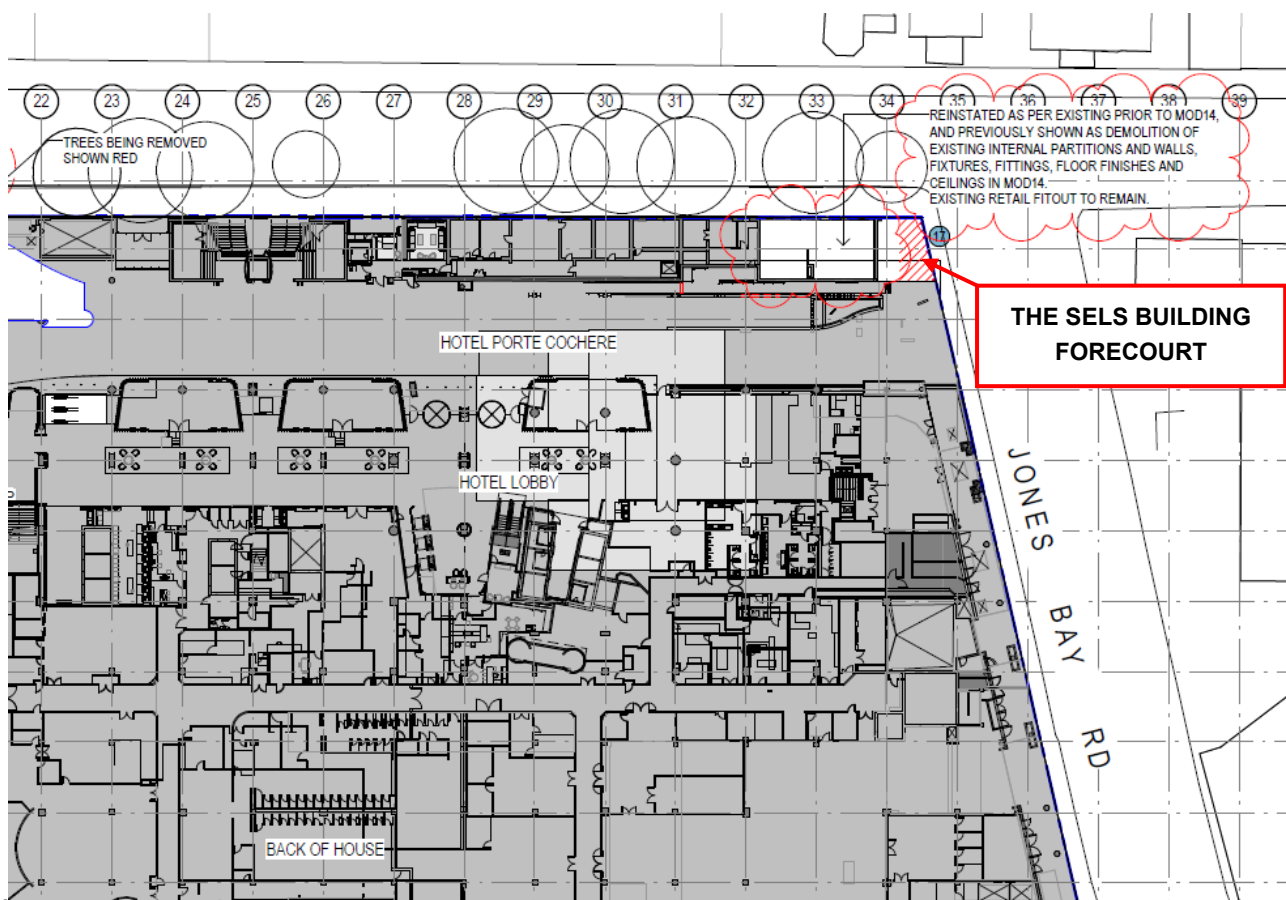 22 23 24 25 26 27 28 29 30 31 32 33 34 35 36 37 38 39
TREES BEING REMOVED
SHOWN RED
REINSTATED AS PER EXISTING PRIOR TO MOD14,
AND PREVIOUSLY SHOWN AS DEMOLITION OF
EXISTING INTERNAL PARTITIONS AND WALLS,
FIXTURES, FITTINGS, FLOOR FINISHES AND
CEILINGS IN MOD14.
EXISTING RETAIL FITOUT TO REMAIN.
17
THE SELS BUILDING
FORECOURT
HOTEL PORTE COCHERE
HOTEL LOBBY
JONES BAY RD
BACK OF HOUSE